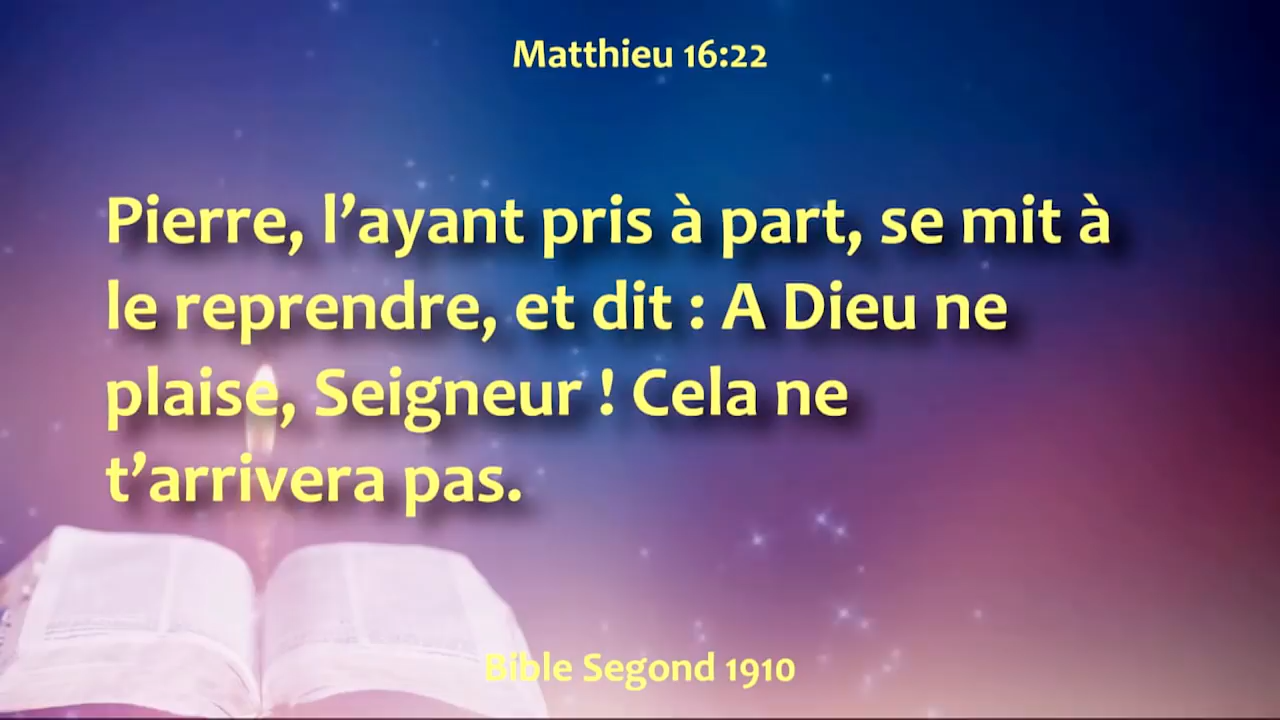 Matthieu 16:22
Pierre, l’ayant pris à part, se mit à
le reprendre, et dit : A Dieu ne
plaise, Seigneur ! Cela ne
t’arrivera pas.
Bible Segond 1910